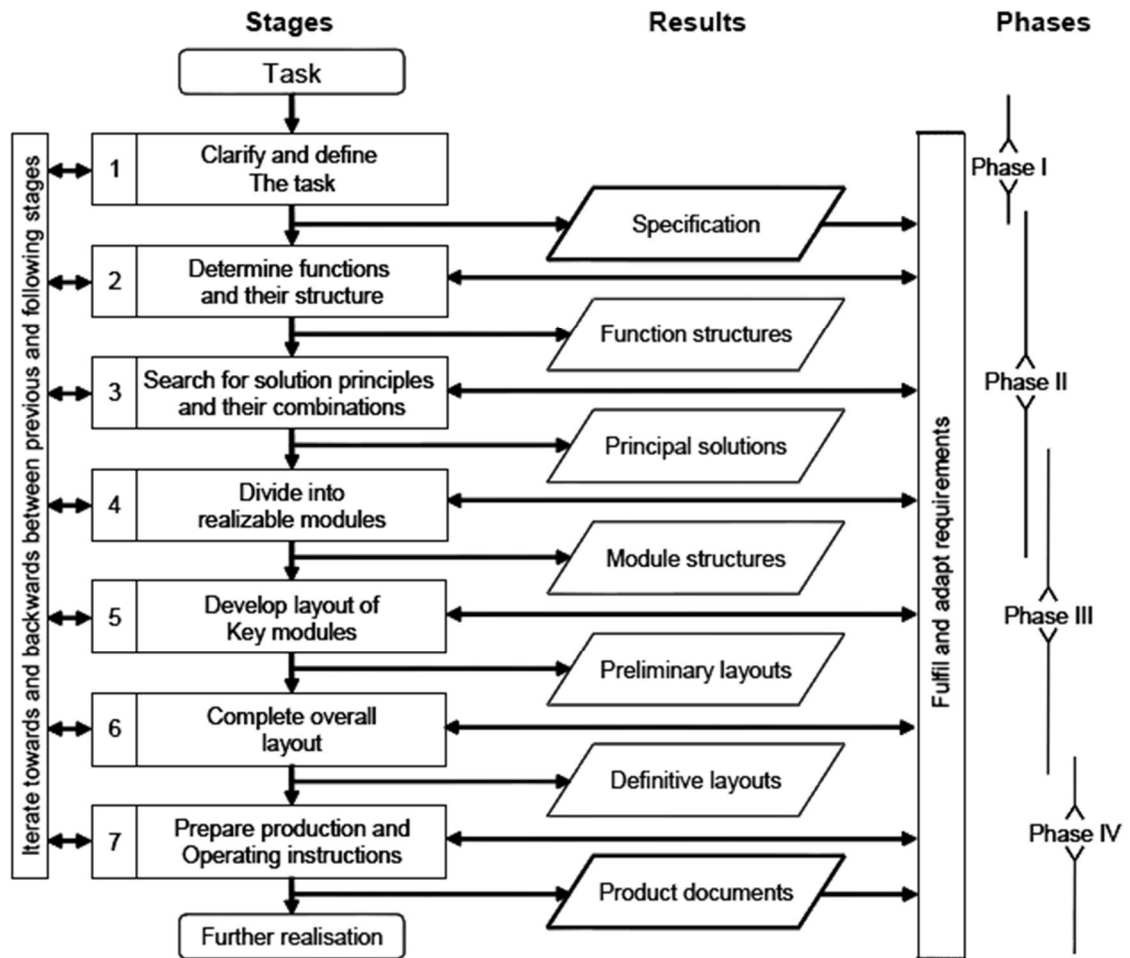 Stages
Results
Phases
Task
Iterate towards and backwards between previous and following stages
1
Clarify and define
The task
Specification
2
Determine functions
and their structure
Function structures
3
Search for solution principles
and their combinations
Principal solutions
4
Divide into
realizable modules
Module structures
5
Develop layout of
Key modules
Preliminary layouts
6
Complete overall
layout
Definitive layouts
7
Prepare production and
Operating instructions
Product documents
Further realisation
Fulfil and adapt requirements
Phase I
Phase II
Phase III
Phase IV